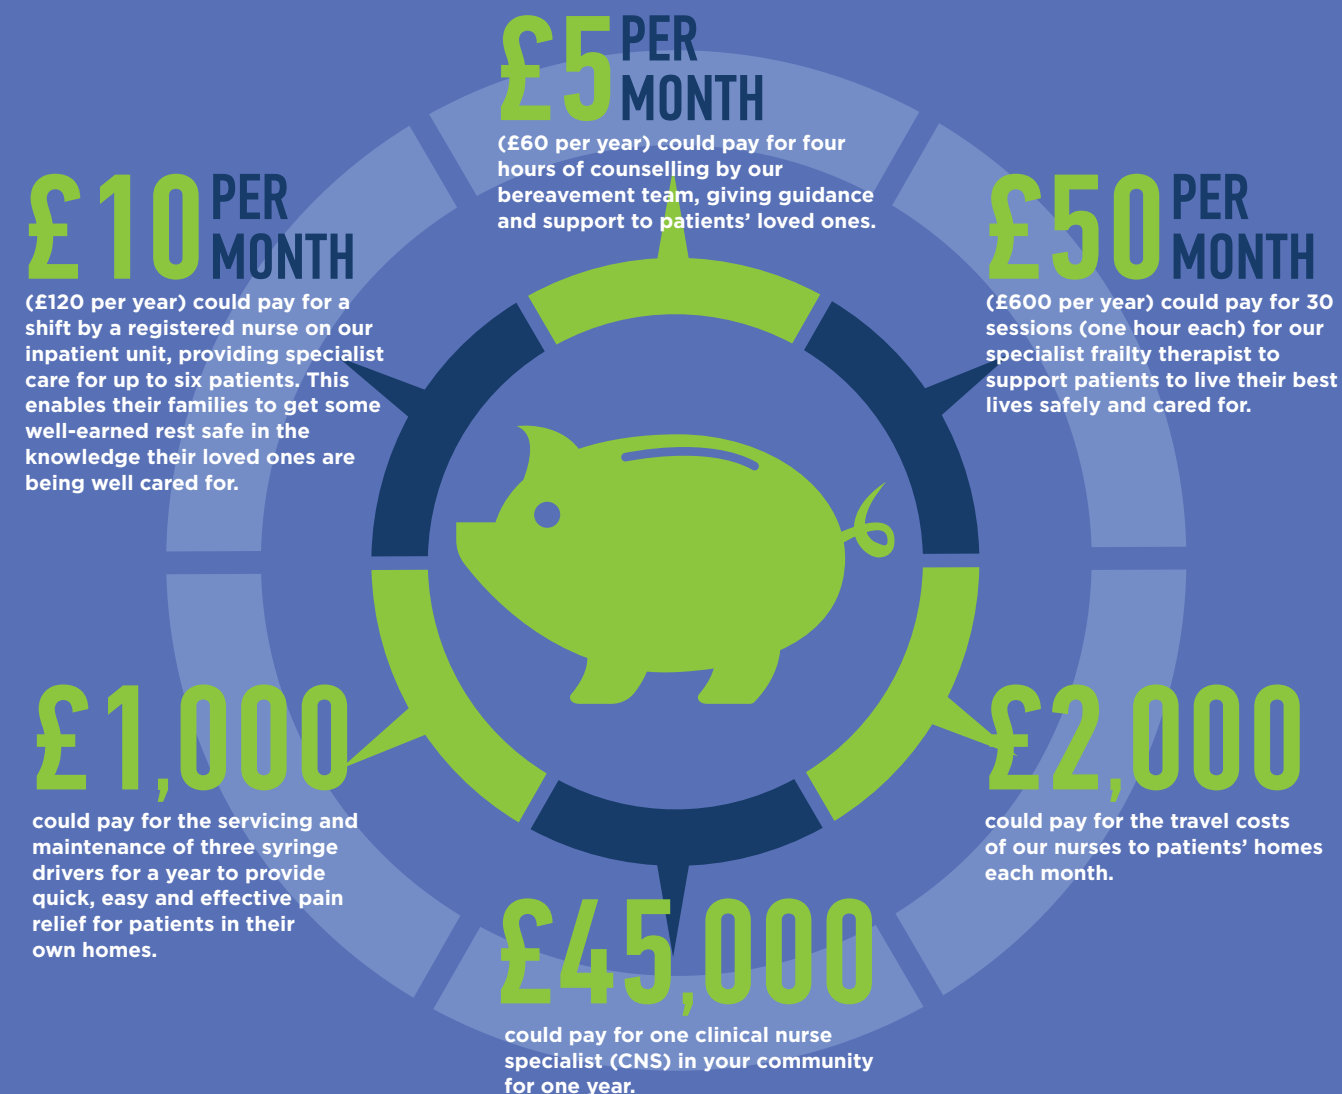 £5 PER
MONTH
(£60 per year) could pay for four
hours of counselling by our
bereavement team, giving guidance
and support to patients’ loved ones.
£10 PER
MONTH
(£120 per year) could pay for a
shift by a registered nurse on our
inpatient unit, providing specialist
care for up to six patients. This
enables their families to get some
well-earned rest safe in the
knowledge their loved ones are
being well cared for.
£50 PER
MONTH
(£600 per year) could pay for 30
sessions (one hour each) for our
specialist frailty therapist to
support patients to live their best
lives safely and cared for.
£1,000
could pay for the servicing and
maintenance of three syringe
drivers for a year to provide
quick, easy and effective pain
relief for patients in their
own homes.
£2,000
could pay for the travel costs
of our nurses to patients’ homes
each month.
£45,000
could pay for one clinical nurse
specialist (CNS) in your community
for one year.